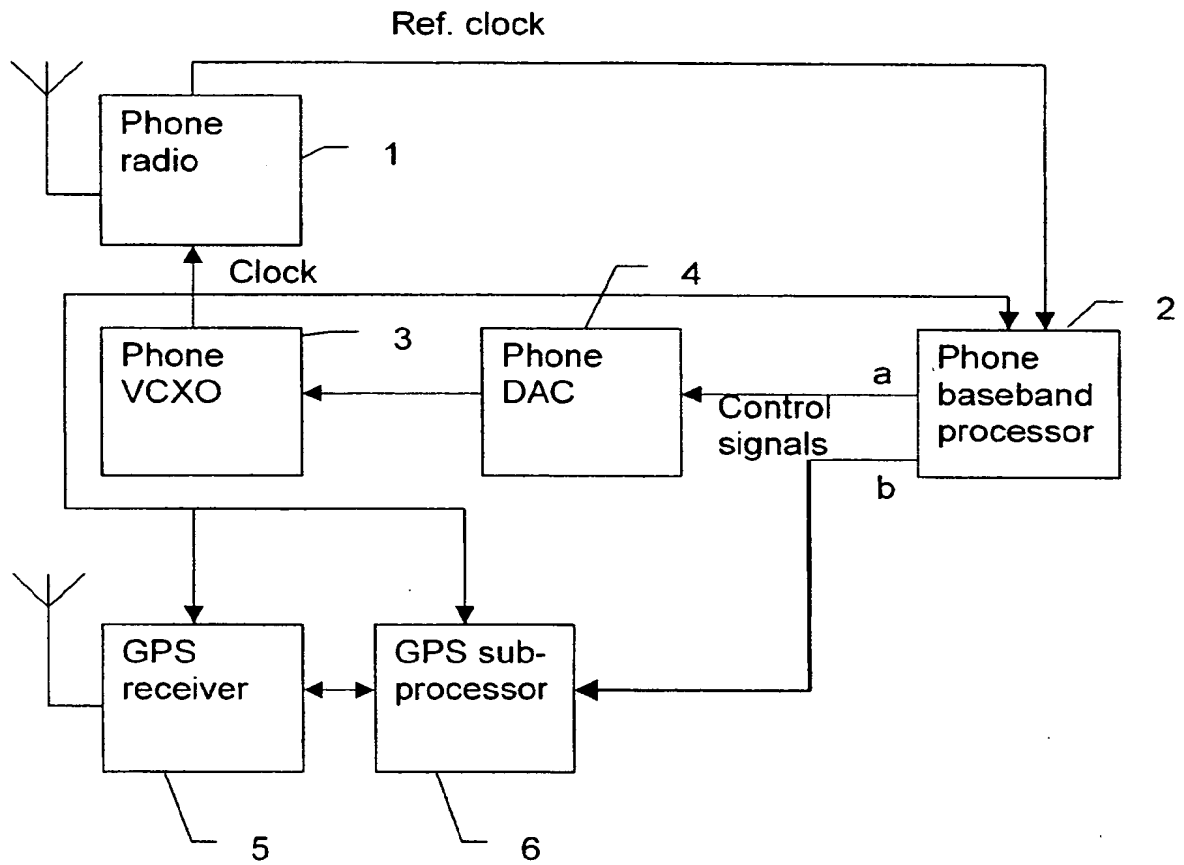 Ref. clock
Phone
radio
1
Clock
4
2
Phone
VCXO
3
Phone
DAC
a
Phone
baseband
processor
Control
signals
b
GPS
receiver
GPS sub-
processor
5
6